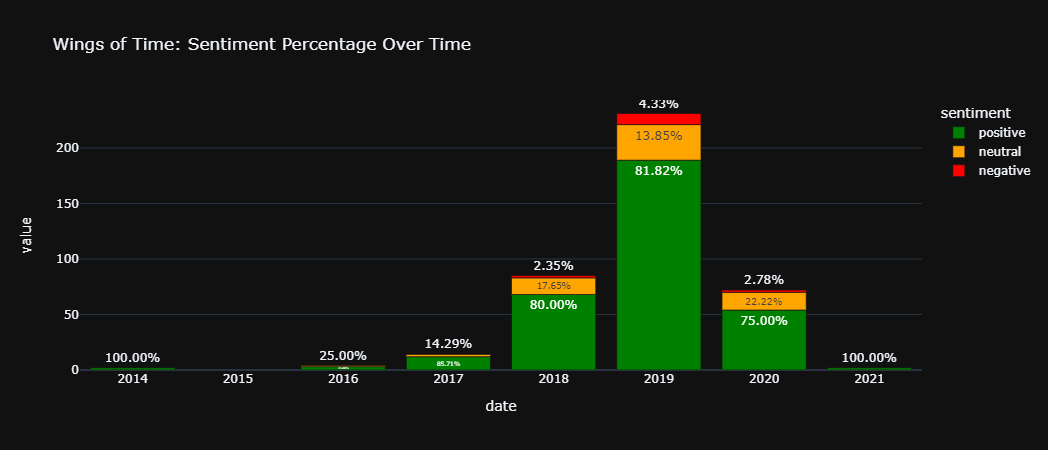 Wings of Time: Sentiment Percentage Over Time
sentiment
positive
neutral
negative
value
200
150
100
50
0
100.00%
25.00%
14.29%
85.71%
2.35%
17.65%
80.00%
4.33%
13.85%
81.82%
2.78%
22.22%
75.00%
100.00%
2014 2015 2016 2017 2018 2019 2020 2021
date